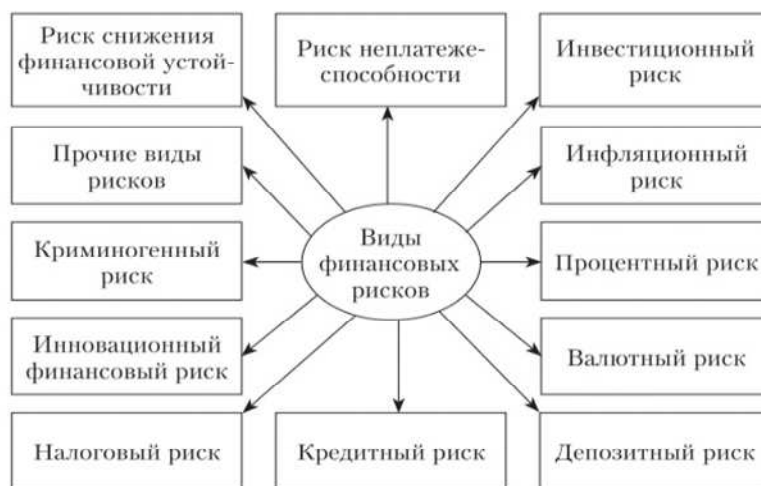 Риск снижения
финансовой устой-
чивости
Риск неплатеже-
способности
Инвестиционный
риск
Прочие виды
рисков
Инфляционный
риск
Криминогенный
риск
Виды
финансовых
рисков
Процентный риск
Инновационный
финансовый риск
Валютный риск
Налоговый риск
Кредитный риск
Депозитный риск